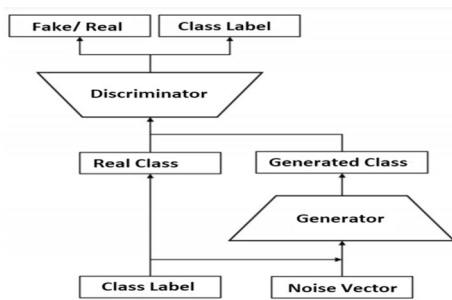 Fake/ Real
Class Label
Discriminator
Real Class
Generated Class
Generator
Class Label
Noise Vector